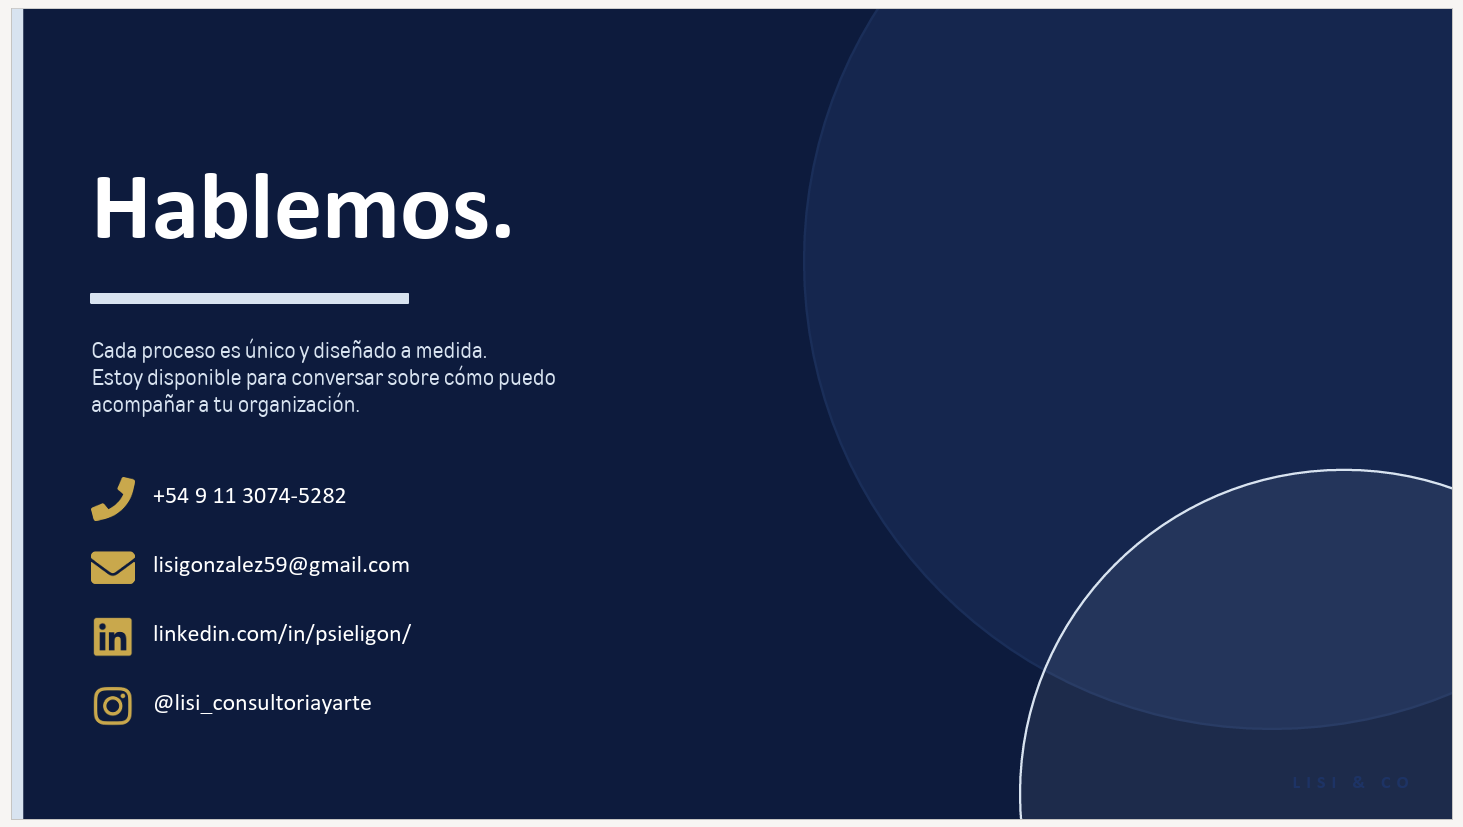 Hablemos.
Cada proceso es único y diseñado a medida.
Estoy disponible para conversar sobre cómo puedo
acompañar a tu organización.
+54 9 11 3074-5282
lisigonzalez59@gmail.com
linkedin.com/in/psieligon/
@lisi_consultoriayarte
LISI & CO